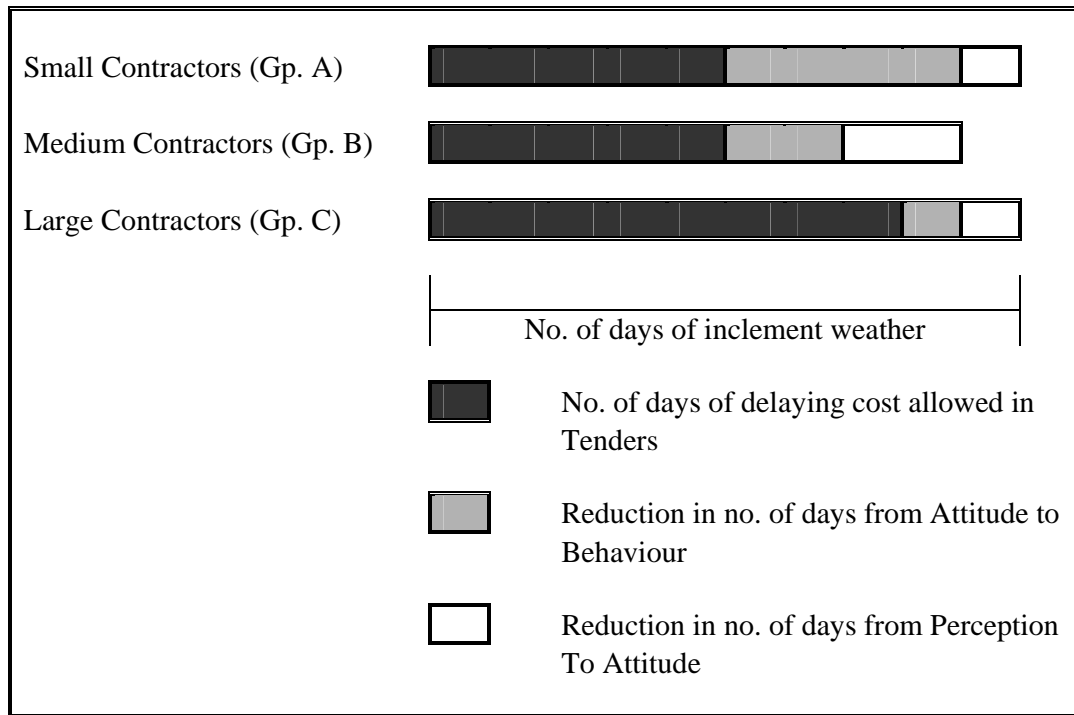 Small Contractors (Gp. A)
Medium Contractors (Gp. B)
Large Contractors (Gp. C)
No. of days of inclement weather
No. of days of delaying cost allowed in
Tenders
Reduction in no. of days from Attitude to
Behaviour
Reduction in no. of days from Perception
To Attitude